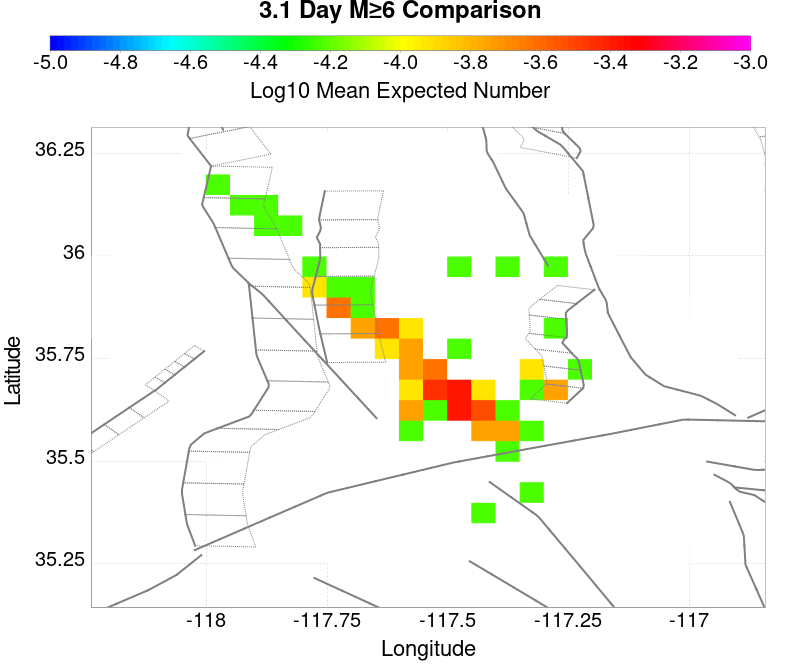 3.1 Day M≥6 Comparison
-5.0 -4.8 -4.6 -4.4 -4.2 -4.0 -3.8 -3.6 -3.4 -3.2 -3.0
Log10 Mean Expected Number
36.25
36
35.75
35.5
35.25
Latitude
-118 -117.75 -117.5 -117.25 -117
Longitude